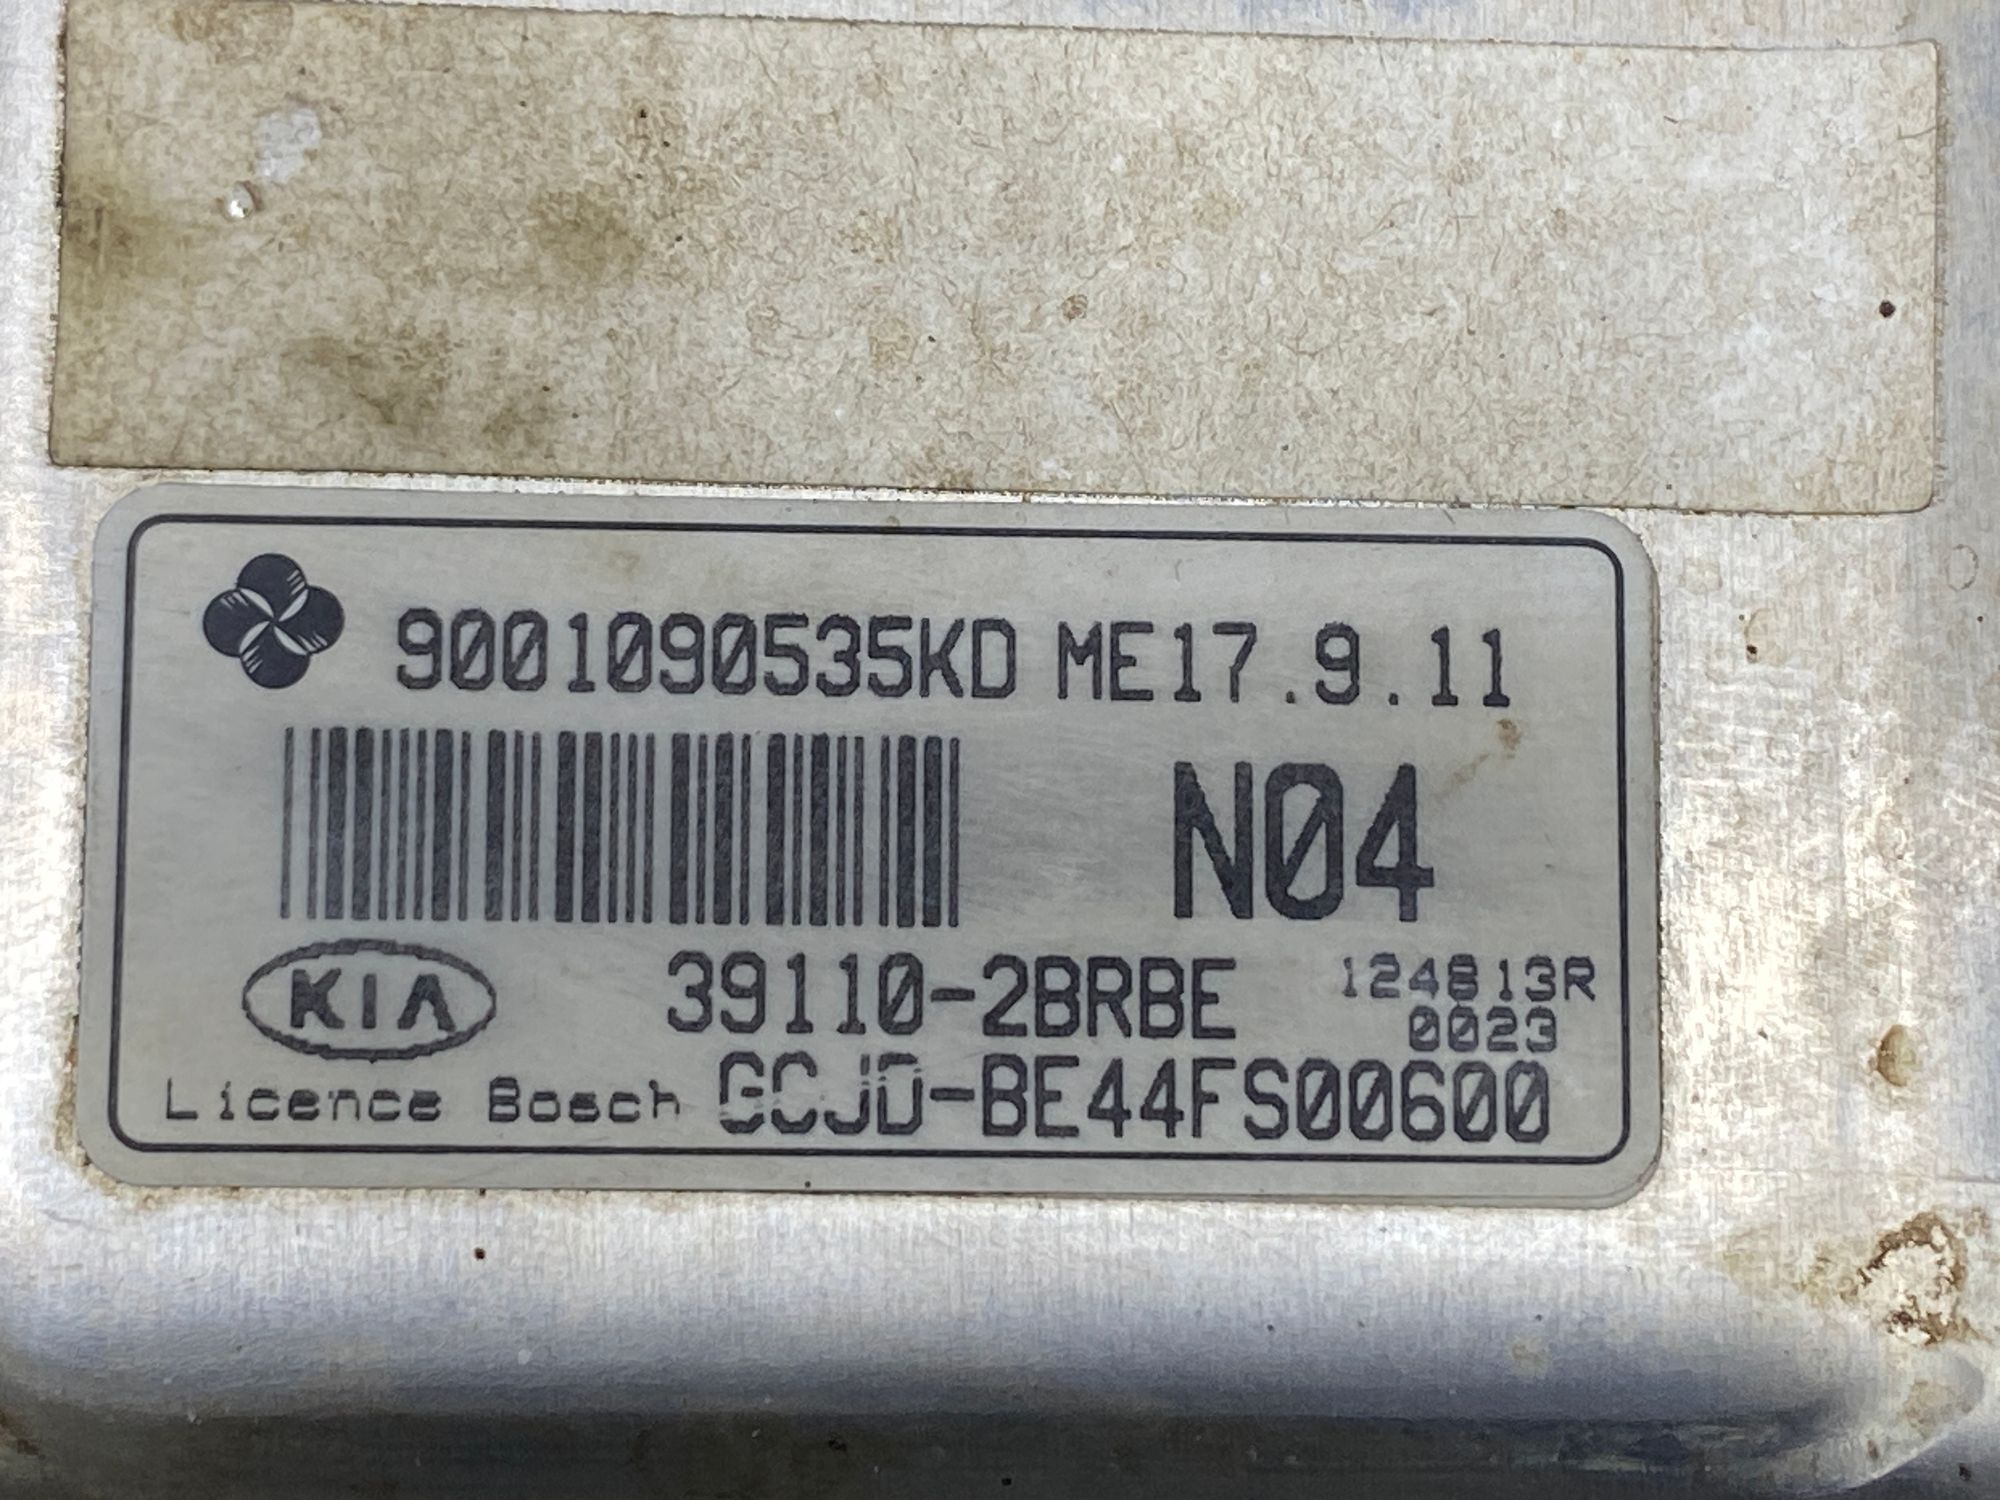 9001090535KD ME17.9.11
N04
KIA 39110-2BRBE 124813R
0023
Licence Bosch GCJD-BE44FS00600